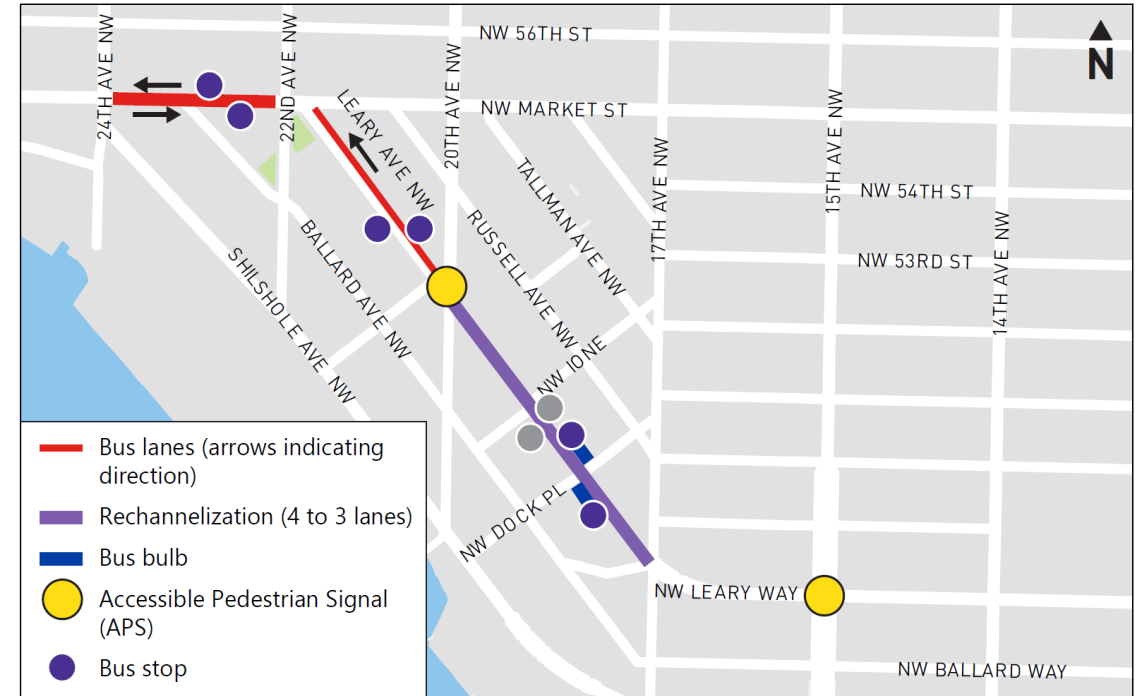 NW 56TH ST
N
24TH AVE NW
22ND AVE NW
20TH AVE NW
LEARY AVE NW
NW MARKET ST
15TH AVE NW
17TH AVE NW
TALLMAN AVE NW
NW 54TH ST
RUSSELL AVE NW
BALLARD AVE NW
SHILSHOLE AVE NW
NW 53RD ST
14TH AVE NW
NW IONE
NW DOCK PL
NW LEARY WAY
NW BALLARD WAY
Bus lanes (arrows indicating
direction)
Rechannelization (4 to 3 lanes)
Bus bulb
Accessible Pedestrian Signal
(APS)
Bus stop